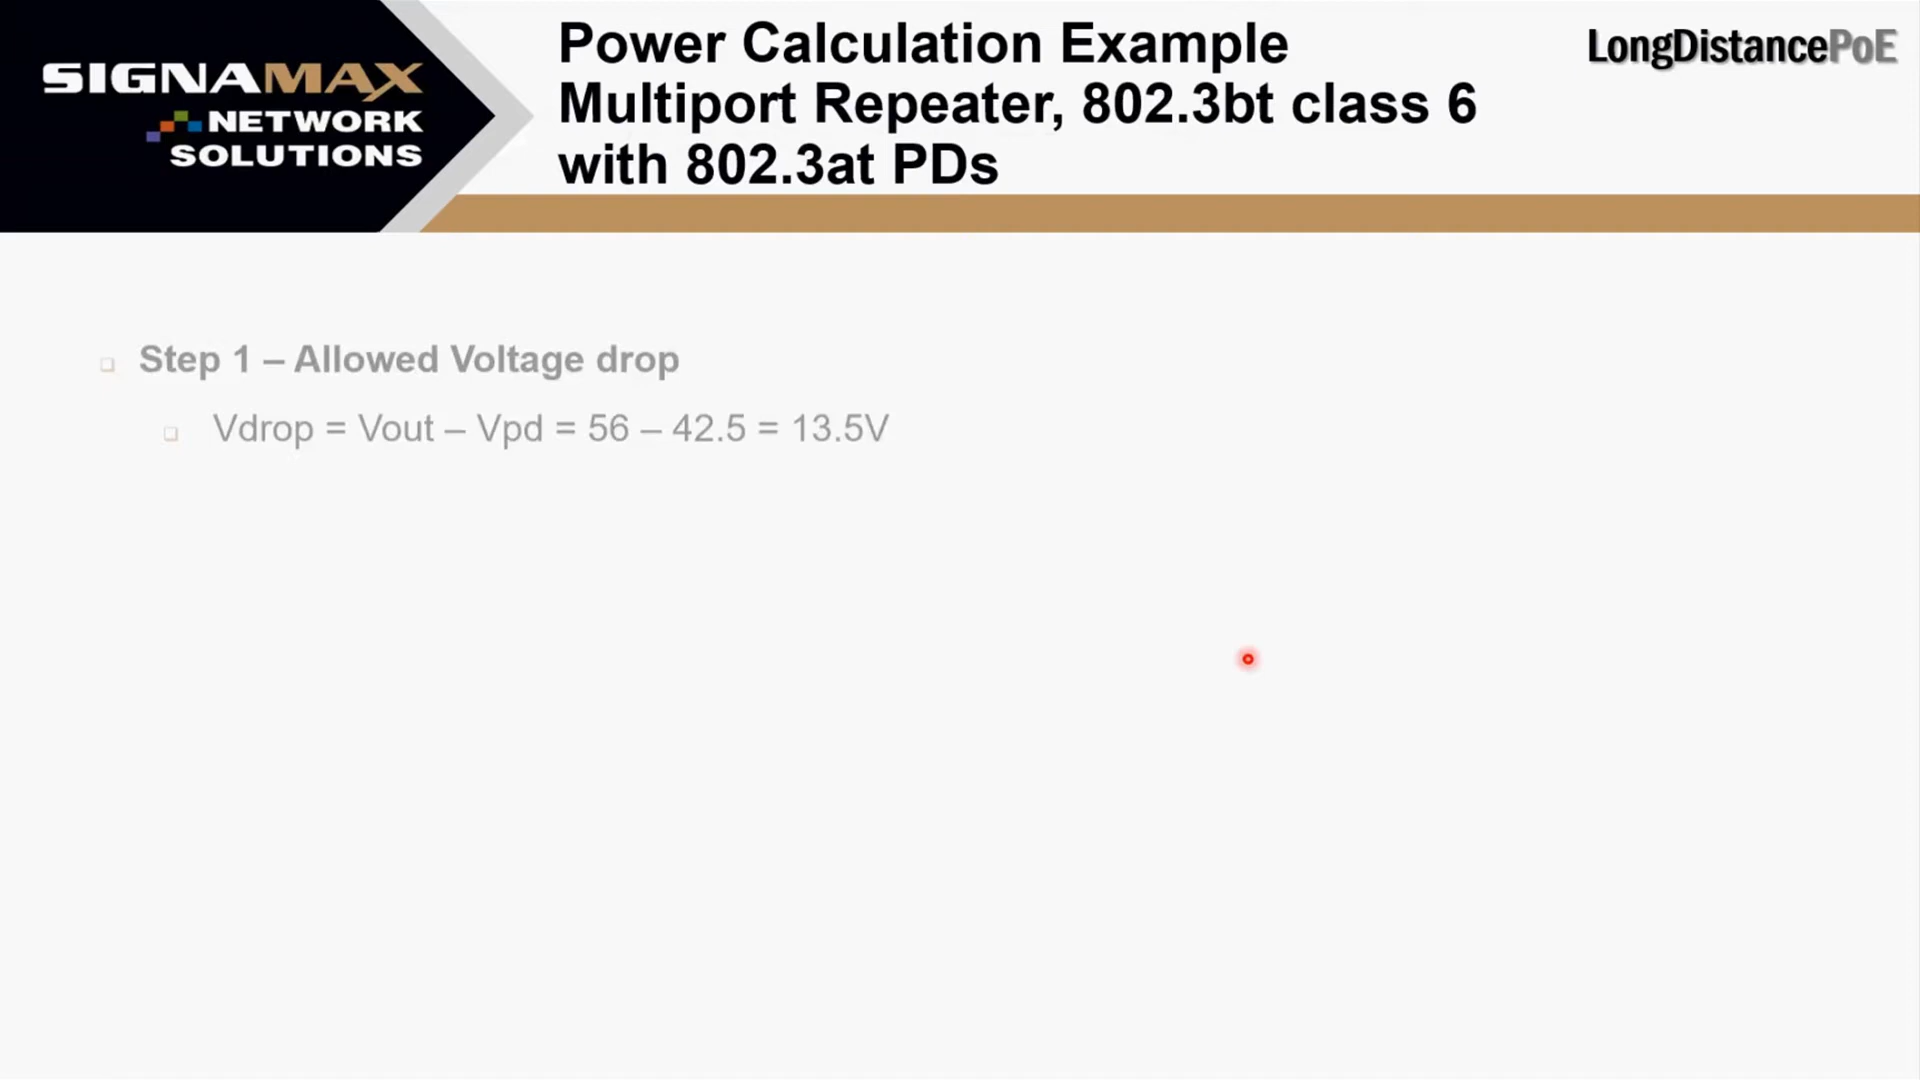 SIGNAMAX
NETWORK
SOLUTIONS
Power Calculation Example
Multiport Repeater, 802.3bt class 6
with 802.3at PDs
LongDistancePoE
Step 1 – Allowed Voltage drop
Vdrop = Vout – Vpd = 56 – 42.5 = 13.5V